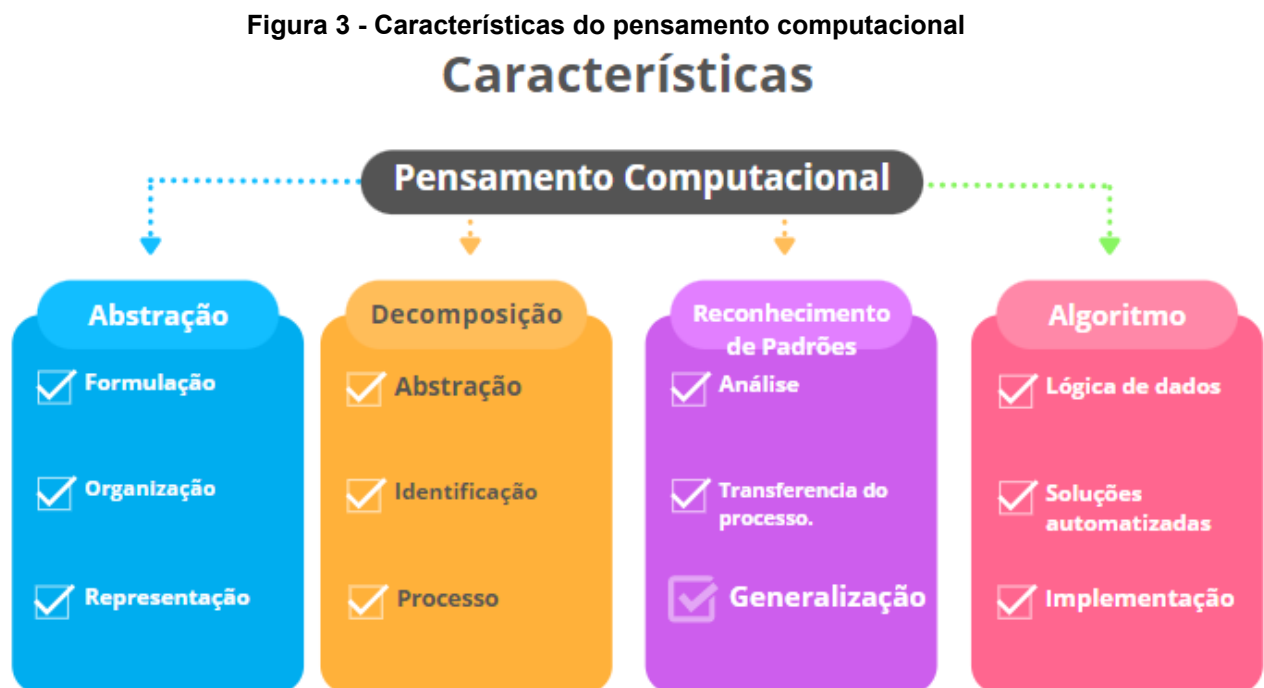 Figura 3 - Características do pensamento computacional
Características
Pensamento Computacional
Abstração
Formulação
Organização
Representação
Decomposição
Abstração
Identificação
Processo
Reconhecimento
de Padrões
Análise
Transferencia do
processo.
Generalização
Algoritmo
Lógica de dados
Soluções
automatizadas
Implementação